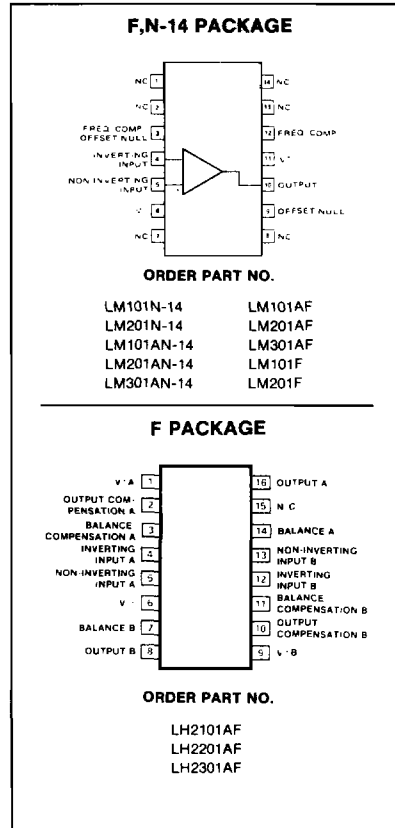 F,N-14 PACKAGE
NC 1
NC 2
FREQ. COMP. OFFSET NULL 3
INVERTING INPUT 4
NON-INVERTING INPUT 5
V 6
NC 7
14 NC
13 NC
12 FREQ. COMP.
11 V+
10 OUTPUT
9 OFFSET NULL
8 NC
ORDER PART NO.
LM101N-14 LM101AF
LM201N-14 LM201AF
LM101AN-14 LM301AF
LM201AN-14 LM101F
LM301AN-14 LM201F
F PACKAGE
V+A 1
OUTPUT COM-
PENSATION A 2
BALANCE
COMPENSATION A 3
INVERTING
INPUT A 4
NON-INVERTING
INPUT A 5
V- 6
BALANCE B 7
OUTPUT B 8
16 OUTPUT A
15 N.C
14 BALANCE A
13 NON-INVERTING
INPUT B
12 INVERTING
INPUT B
11 BALANCE
COMPENSATION B
10 OUTPUT
COMPENSATION B
9 V+B
ORDER PART NO.
LH2101AF
LH2201AF
LH2301AF